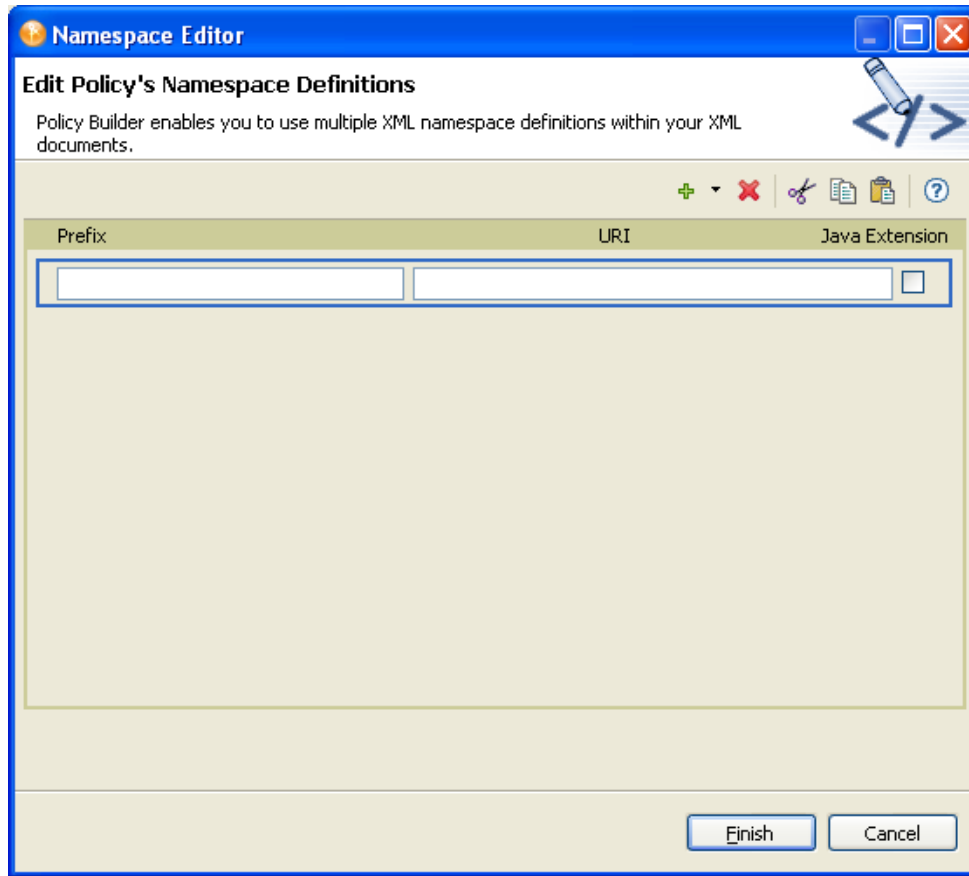 Namespace Editor
Edit Policy's Namespace Definitions
Policy Builder enables you to use multiple XML namespace definitions within your XML
documents.
Prefix URI Java Extension
Finish Cancel